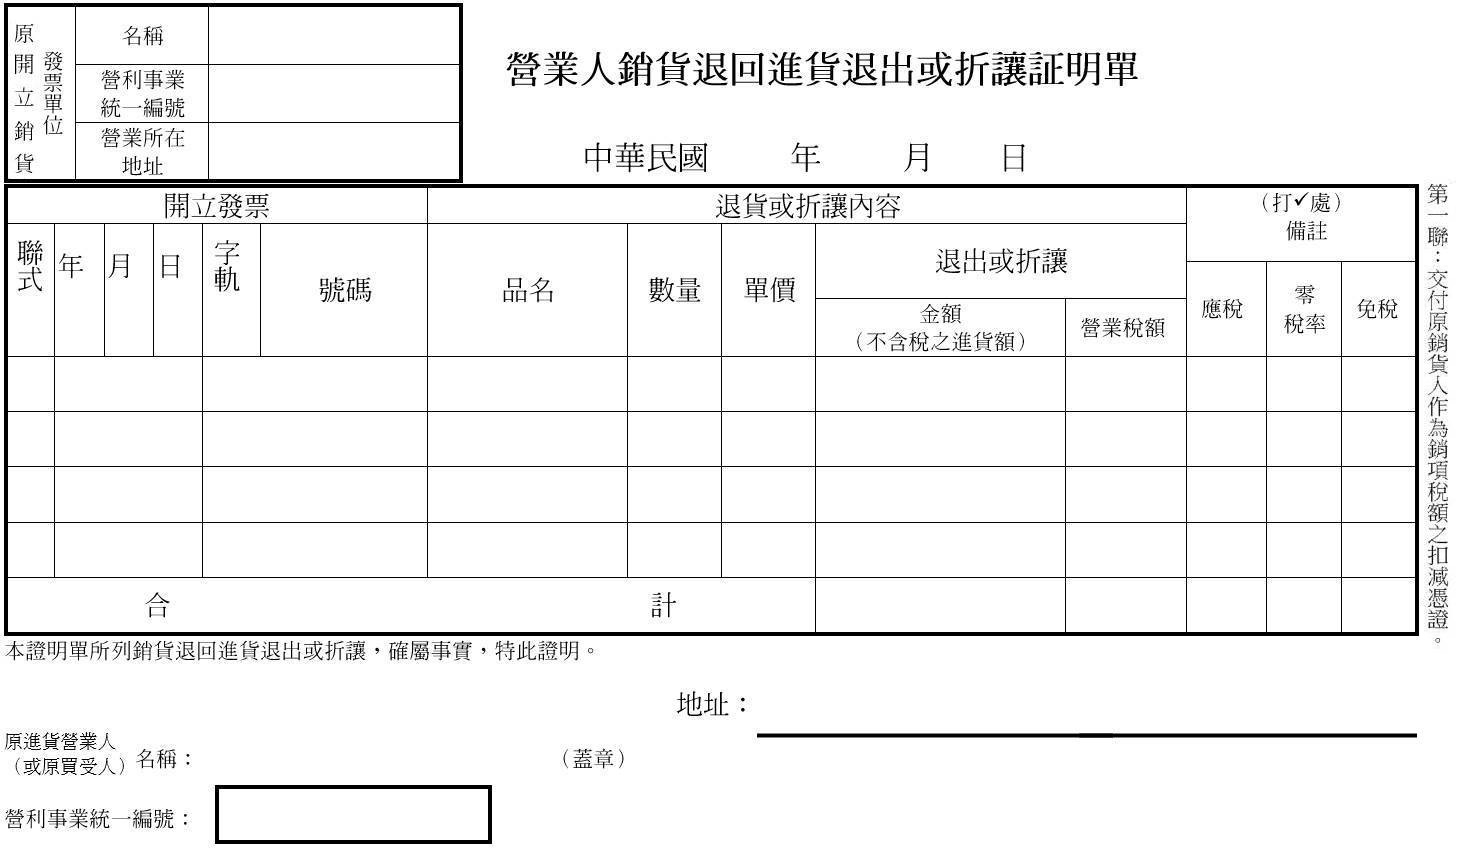 原開立銷貨
發票單位
名稱
營利事業
統一編號
營業所在
地址
營業人銷貨退回進貨退出或折讓証明單
中華民國 年 月 日
開立發票
退貨或折讓內容
（打✓處）
備註
聯式
年
月
日
字軌
號碼
品名
數量
單價
退出或折讓
金額
（不含稅之進貨額）
營業稅額
應稅
零
稅率
免稅
合 計
第一聯：交付原銷貨人作為銷項稅額之扣減憑證。
本證明單所列銷貨退回進貨退出或折讓，確屬事實，特此證明。
地址：
原進貨營業人
（或原買受人）名稱：
（蓋章）
營利事業統一編號：